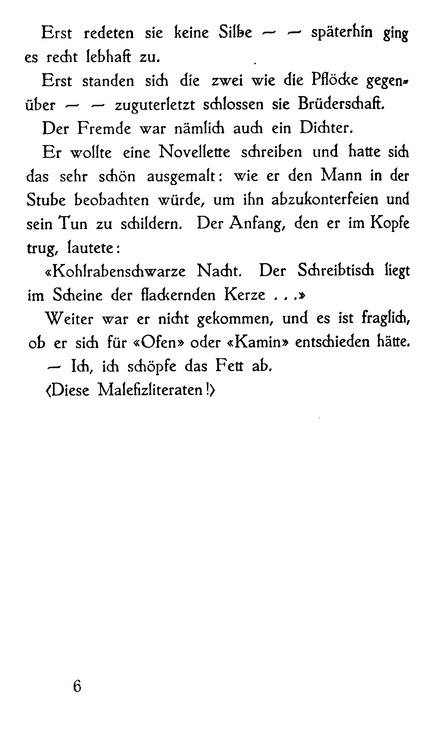 Erst redeten sie keine Silbe — — späterhin ging
es recht lebhaft zu.
Erst standen sich die zwei wie die Pflöcke gegen-
über — — zuguterletzt schlossen sie Brüderschaft.
Der Fremde war nämlich auch ein Dichter.
Er wollte eine Novellette schreiben und hatte sich
das sehr schön ausgemalt: wie er den Mann in der
Stube beobachten würde, um ihn abzukonterfeien und
sein Tun zu schildern. Der Anfang, den er im Kopfe
trug, lautete:
«Kohlrabenschwarze Nacht. Der Schreibtisch liegt
im Scheine der flackernden Kerze . . .»
Weiter war er nicht gekommen, und es ist fraglich,
ob er sich für «Ofen» oder «Kamin» entschieden hätte.
— Ich, ich schöpfe das Fett ab.
⟨Diese Malefizliteraten!⟩
6